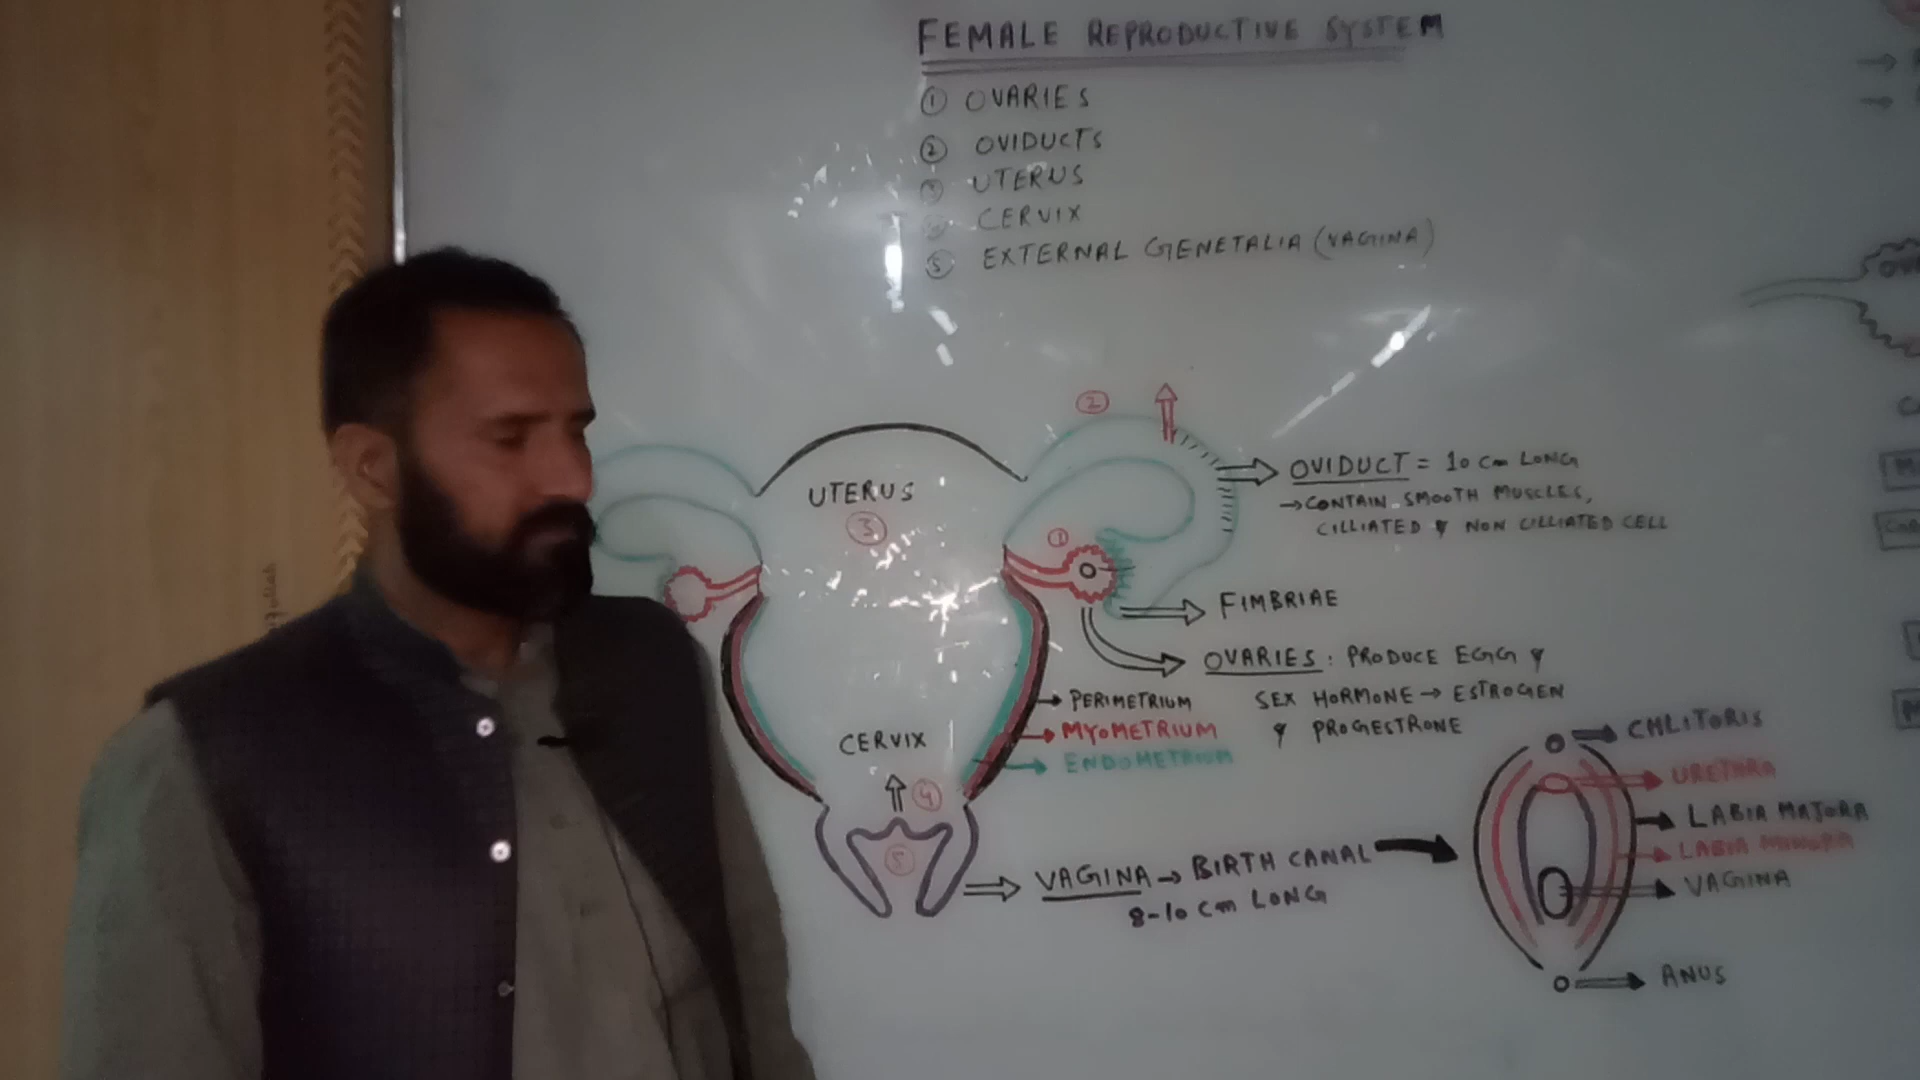 FEMALE REPRODUCTIVE SYSTEM
① OVARIES
② OVIDUCTS
③ UTERUS
CERVIX
⑤ EXTERNAL GENETALIA (VAGINA)
②
OVIDUCT = 10 cm LONG
→ CONTAIN SMOOTH MUSCLES,
CILLIATED & NON CILLIATED CELL
UTERUS
③
①
FIMBRIAE
OVARIES: PRODUCE EGG &
SEX HORMONE → ESTROGEN
& PROGESTRONE
PERIMETRIUM
MYOMETRIUM
ENDOMETRIUM
CERVIX
④
⑤
VAGINA → BIRTH CANAL
8-10 cm LONG
CHLITORIS
URETHRA
LABIA MAJORA
LABIA MINORA
VAGINA
ANUS